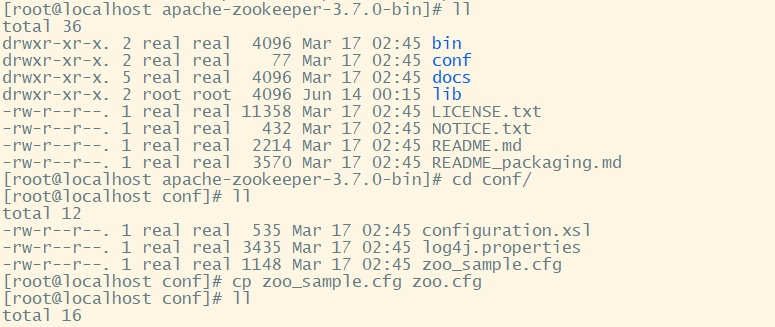 [root@localhost apache-zookeeper-3.7.0-bin]# ll
total 36
drwxr-xr-x. 2 real real  4096 Mar 17 02:45 bin
drwxr-xr-x. 2 real real    77 Mar 17 02:45 conf
drwxr-xr-x. 5 real real  4096 Mar 17 02:45 docs
drwxr-xr-x. 2 root root  4096 Jun 14 00:15 lib
-rw-r--r--. 1 real real 11358 Mar 17 02:45 LICENSE.txt
-rw-r--r--. 1 real real   432 Mar 17 02:45 NOTICE.txt
-rw-r--r--. 1 real real  2214 Mar 17 02:45 README.md
-rw-r--r--. 1 real real  3570 Mar 17 02:45 README_packaging.md
[root@localhost apache-zookeeper-3.7.0-bin]# cd conf/
[root@localhost conf]# ll
total 12
-rw-r--r--. 1 real real  535 Mar 17 02:45 configuration.xsl
-rw-r--r--. 1 real real 3435 Mar 17 02:45 log4j.properties
-rw-r--r--. 1 real real 1148 Mar 17 02:45 zoo_sample.cfg
[root@localhost conf]# cp zoo_sample.cfg zoo.cfg
[root@localhost conf]# ll
total 16